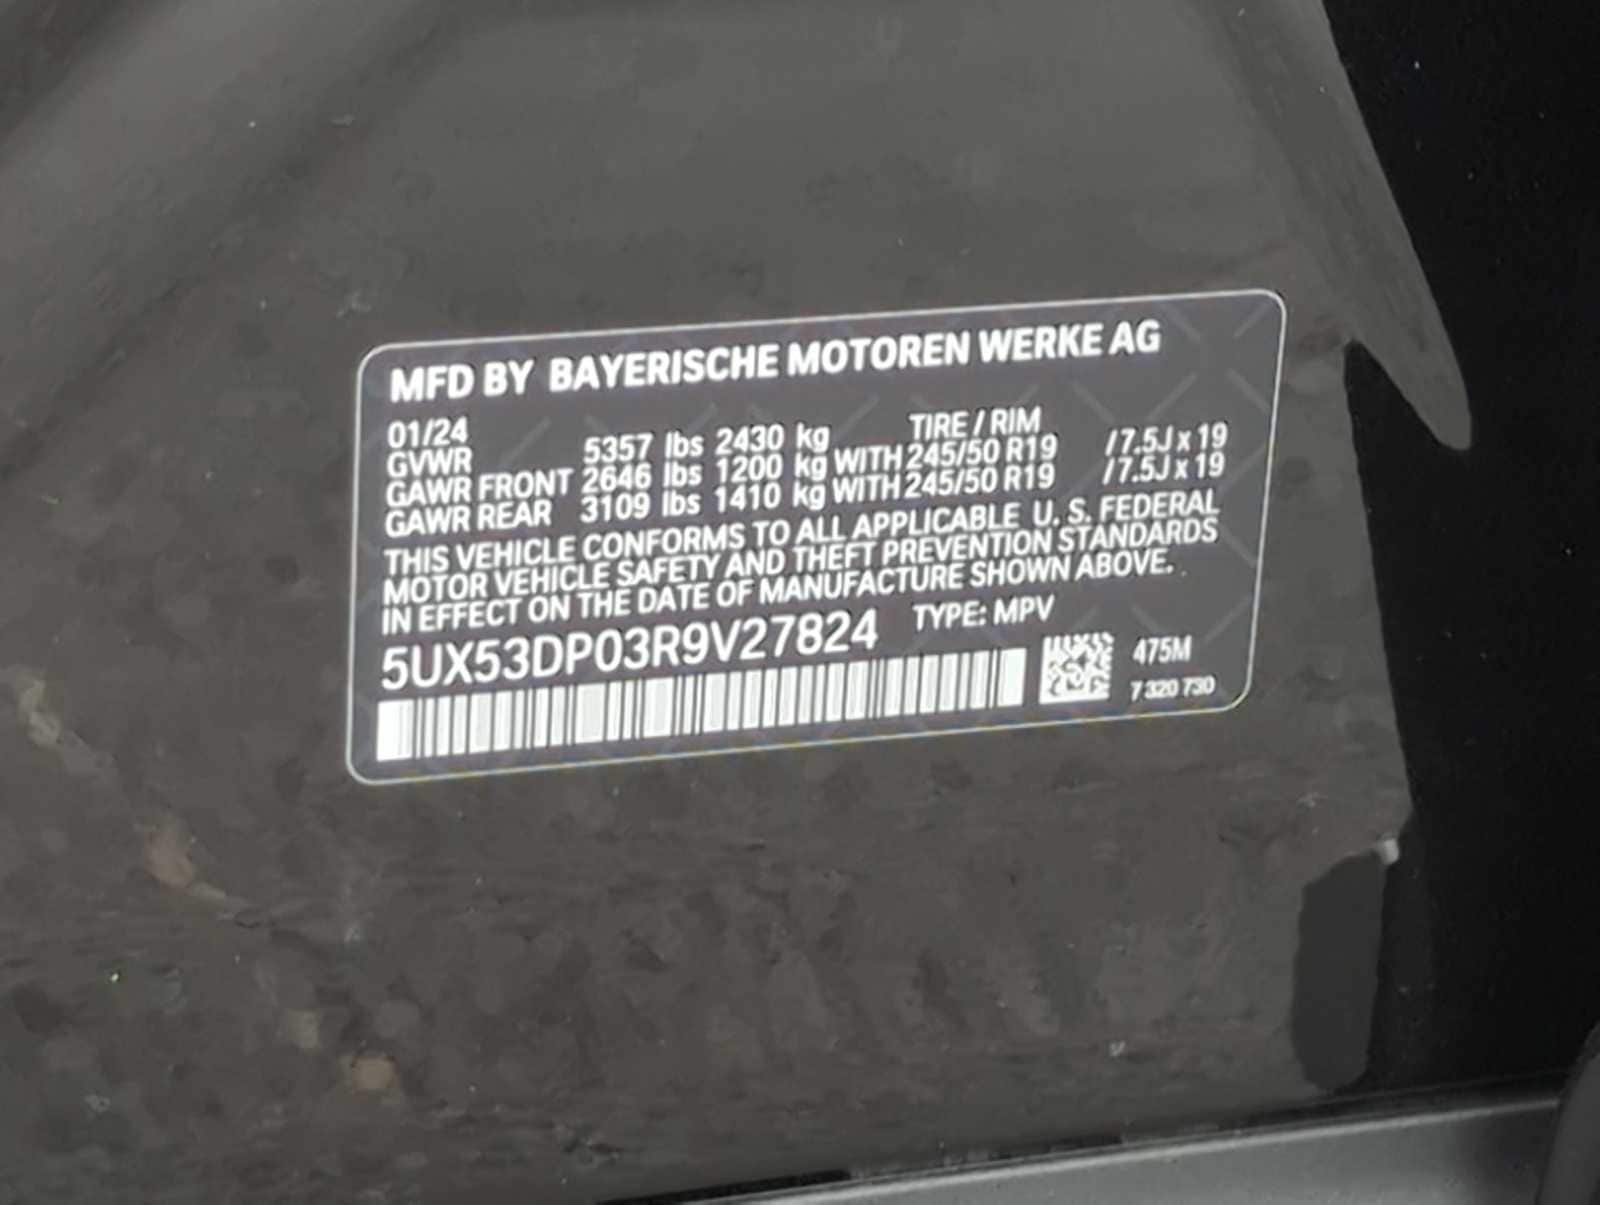 MFD BY BAYERISCHE MOTOREN WERKE AG
01/24 TIRE / RIM
GVWR 5357 lbs 2430 kg
GAWR FRONT 2646 lbs 1200 kg WITH 245/50 R19 /7.5J x 19
GAWR REAR 3109 lbs 1410 kg WITH 245/50 R19 /7.5J x 19
THIS VEHICLE CONFORMS TO ALL APPLICABLE U. S. FEDERAL
MOTOR VEHICLE SAFETY AND THEFT PREVENTION STANDARDS
IN EFFECT ON THE DATE OF MANUFACTURE SHOWN ABOVE.
5UX53DP03R9V27824 TYPE: MPV
475M
7 320 730